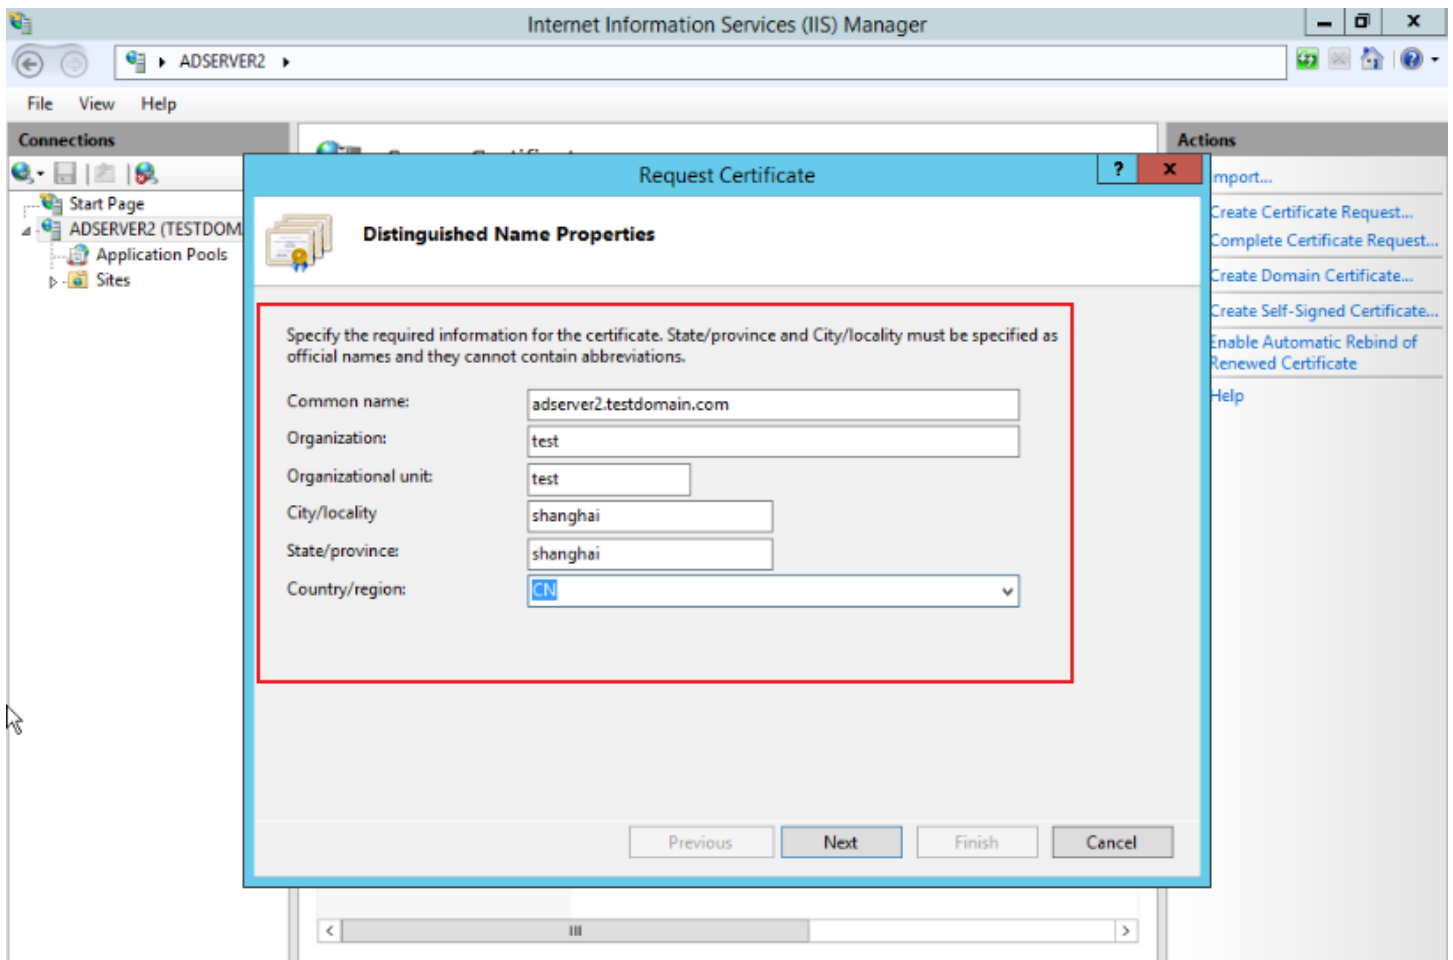 Internet Information Services (IIS) Manager
ADSERVER2
File View Help
Connections
Start Page
ADSERVER2 (TESTDOM
Application Pools
Sites
Request Certificate
?
Distinguished Name Properties
Specify the required information for the certificate. State/province and City/locality must be specified as
official names and they cannot contain abbreviations.
Common name: adserver2.testdomain.com
Organization: test
Organizational unit: test
City/locality shanghai
State/province: shanghai
Country/region: CN
Previous Next Finish Cancel
Actions
mport...
Create Certificate Request...
Complete Certificate Request...
Create Domain Certificate...
Create Self-Signed Certificate...
Enable Automatic Rebind of
Renewed Certificate
Help